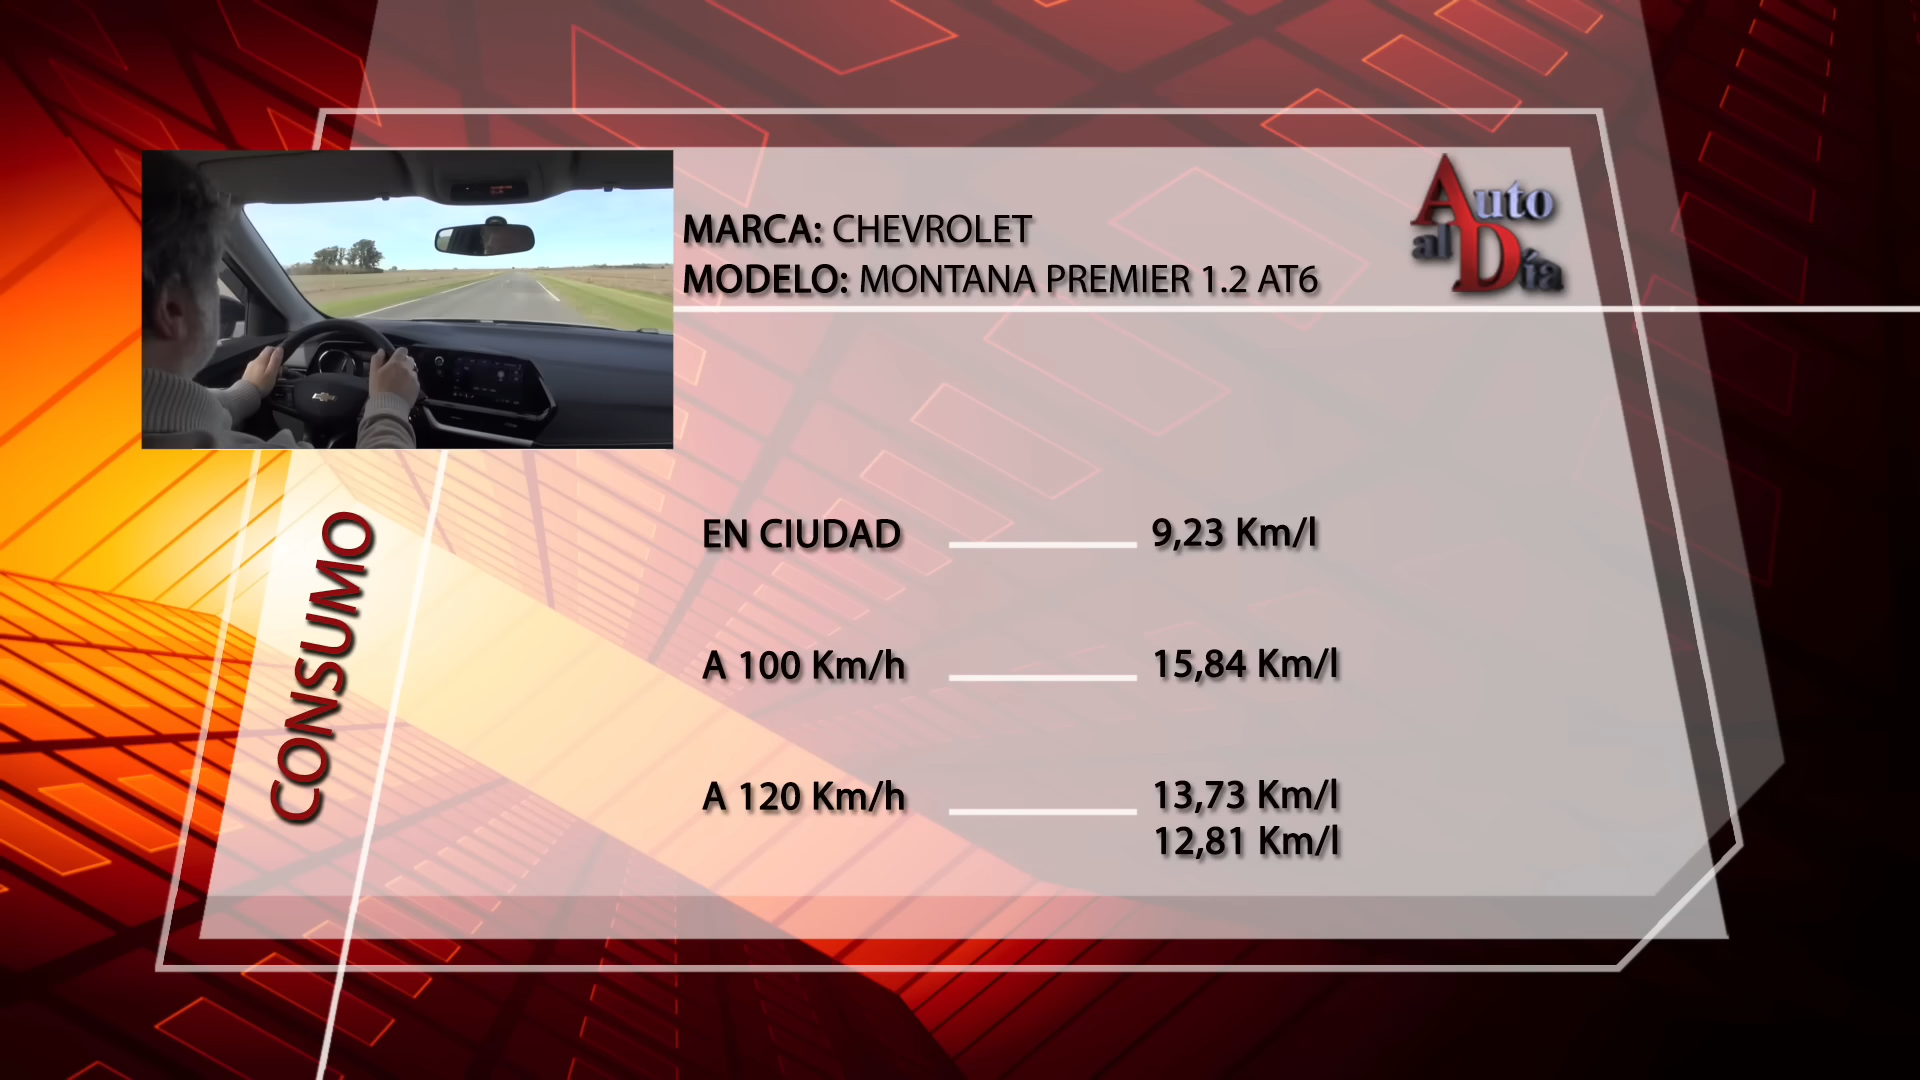 MARCA: CHEVROLET
MODELO: MONTANA PREMIER 1.2 AT6
Auto
al Día
CONSUMO
EN CIUDAD 9,23 Km/l
A 100 Km/h 15,84 Km/l
A 120 Km/h 13,73 Km/l
12,81 Km/l